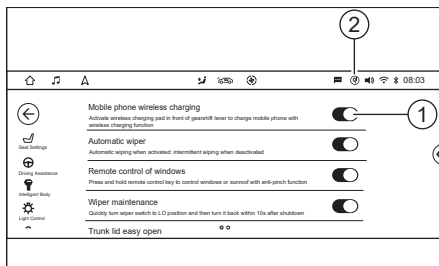 2
08:03
Mobile phone wireless charging
Activate wireless charging pad in front of gearshift lever to charge mobile phone with
wireless charging function
1
Automatic wiper
Automatic wiping when activated: intermittent wiping when deactivated
Seat Settings
Driving Assistance
Remote control of windows
Press and hold remote control key to control windows or sunroof with anti-pinch function
Intelligent Body
Wiper maintenance
Quickly turn wiper switch to LO position and then turn it back within 10s after shutdown
Light Control
Trunk lid easy open